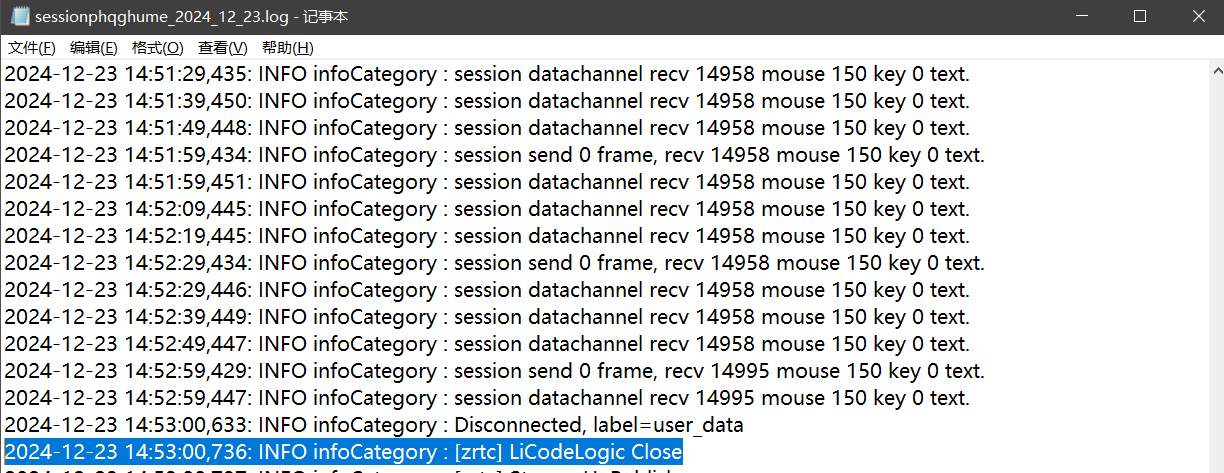 sessionphqghume_2024_12_23.log - 记事本
文件(F) 编辑(E) 格式(O) 查看(V) 帮助(H)
2024-12-23 14:51:29,435: INFO infoCategory : session datachannel recv 14958 mouse 150 key 0 text.
2024-12-23 14:51:39,450: INFO infoCategory : session datachannel recv 14958 mouse 150 key 0 text.
2024-12-23 14:51:49,448: INFO infoCategory : session datachannel recv 14958 mouse 150 key 0 text.
2024-12-23 14:51:59,434: INFO infoCategory : session send 0 frame, recv 14958 mouse 150 key 0 text.
2024-12-23 14:51:59,451: INFO infoCategory : session datachannel recv 14958 mouse 150 key 0 text.
2024-12-23 14:52:09,445: INFO infoCategory : session datachannel recv 14958 mouse 150 key 0 text.
2024-12-23 14:52:19,445: INFO infoCategory : session datachannel recv 14958 mouse 150 key 0 text.
2024-12-23 14:52:29,434: INFO infoCategory : session send 0 frame, recv 14958 mouse 150 key 0 text.
2024-12-23 14:52:29,446: INFO infoCategory : session datachannel recv 14958 mouse 150 key 0 text.
2024-12-23 14:52:39,449: INFO infoCategory : session datachannel recv 14958 mouse 150 key 0 text.
2024-12-23 14:52:49,447: INFO infoCategory : session datachannel recv 14958 mouse 150 key 0 text.
2024-12-23 14:52:59,429: INFO infoCategory : session send 0 frame, recv 14995 mouse 150 key 0 text.
2024-12-23 14:52:59,447: INFO infoCategory : session datachannel recv 14995 mouse 150 key 0 text.
2024-12-23 14:53:00,633: INFO infoCategory : Disconnected, label=user_data
2024-12-23 14:53:00,736: INFO infoCategory : [zrtc] LiCodeLogic Close